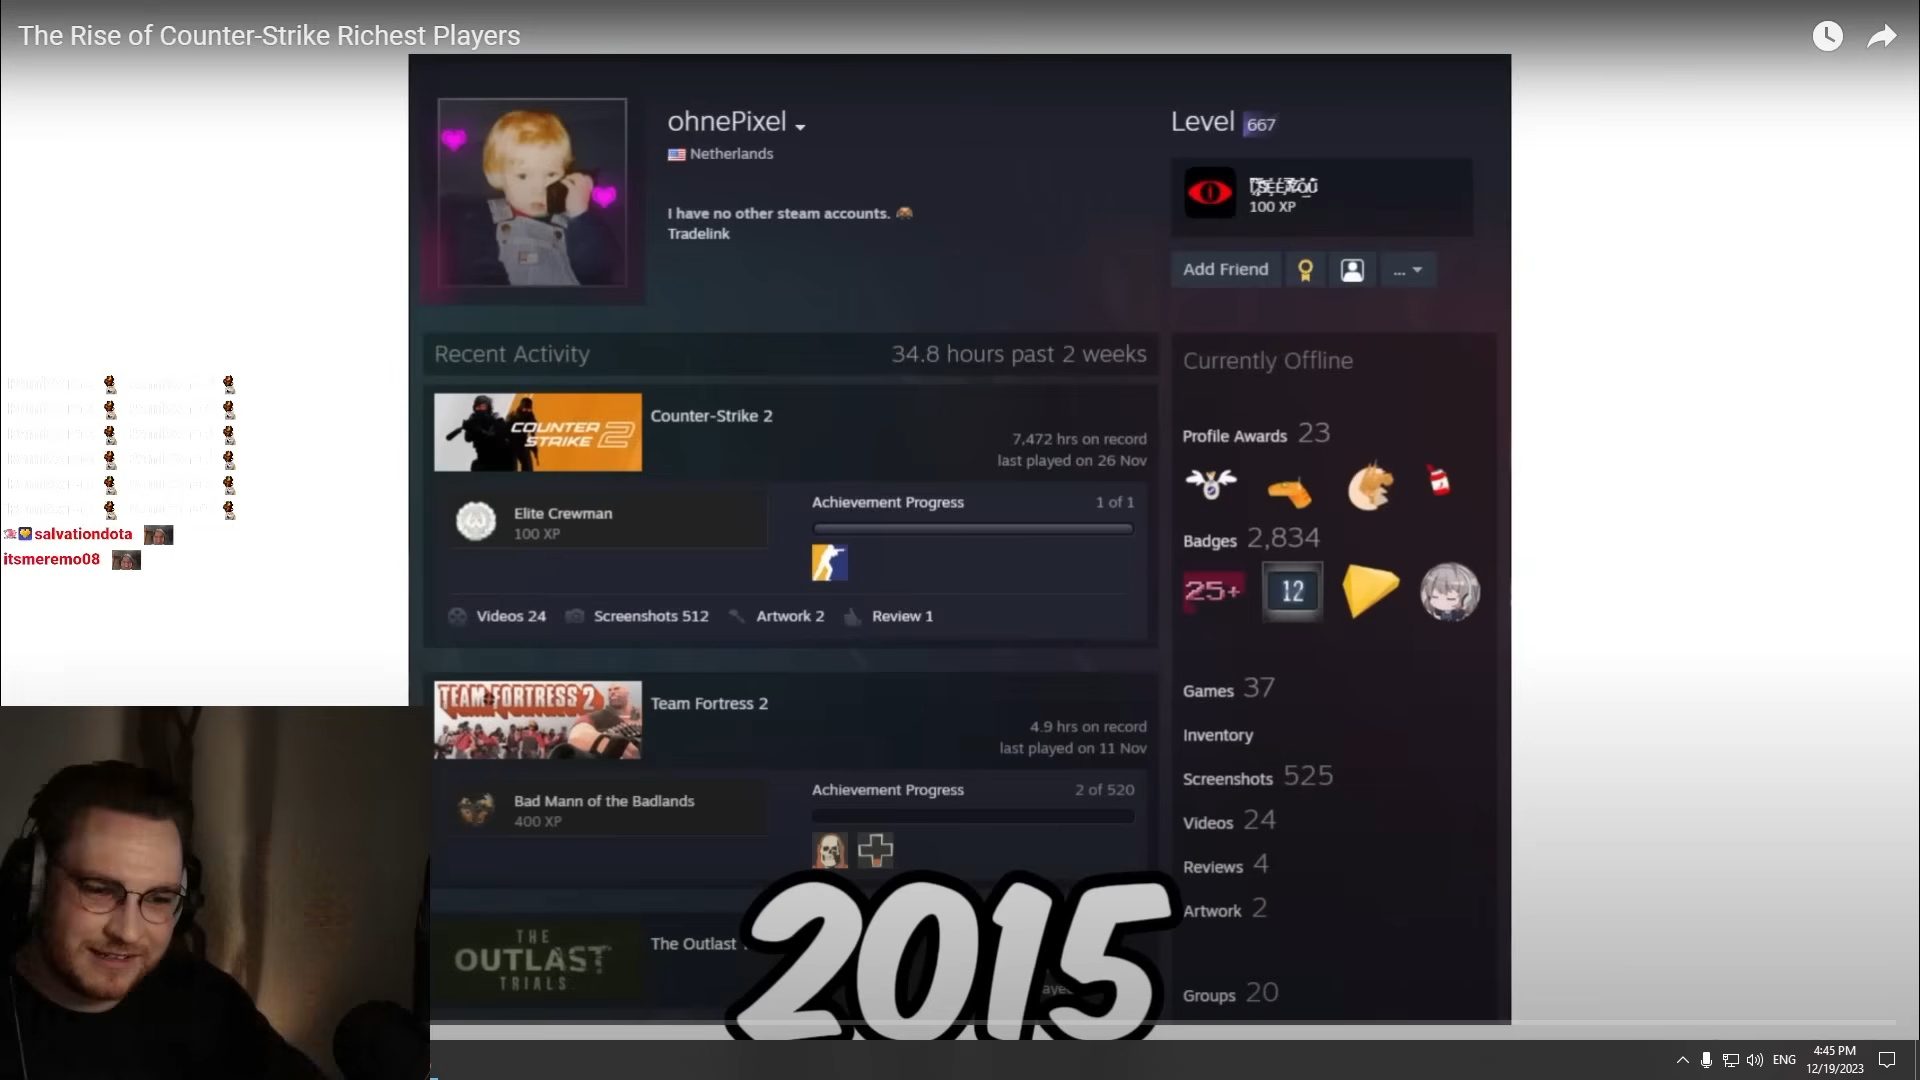 The Rise of Counter-Strike Richest Players
ohnePixel
Netherlands
I have no other steam accounts.
Tradelink
Level 667
100 XP
Add Friend
...
Recent Activity
34.8 hours past 2 weeks
COUNTER STRIKE 2
Counter-Strike 2
7,472 hrs on record
last played on 26 Nov
Elite Crewman
100 XP
Achievement Progress 1 of 1
Videos 24 Screenshots 512 Artwork 2 Review 1
TEAM FORTRESS 2
Team Fortress 2
4.9 hrs on record
last played on 11 Nov
Bad Mann of the Badlands
400 XP
Achievement Progress 2 of 520
THE OUTLAST TRIALS
The Outlast
2015
Currently Offline
Profile Awards 23
Badges 2,834
25+
12
Games 37
Inventory
Screenshots 525
Videos 24
Reviews 4
Artwork 2
Groups 20
salvationdota
itsmeremo08
ENG
4:45 PM
12/19/2023